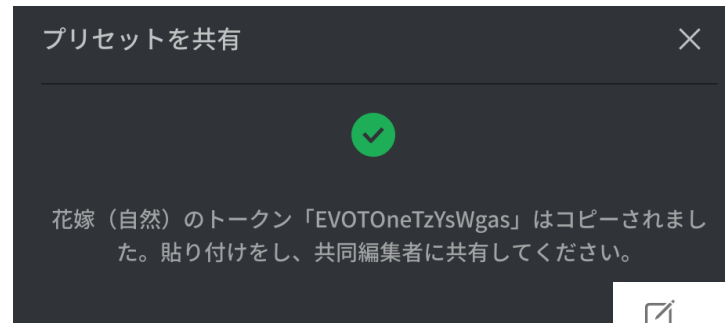 プリセットを共有
花嫁（自然）のトークン「EVOTOneTzYsWgas」はコピーされまし
た。貼り付けをし、共同編集者に共有してください。